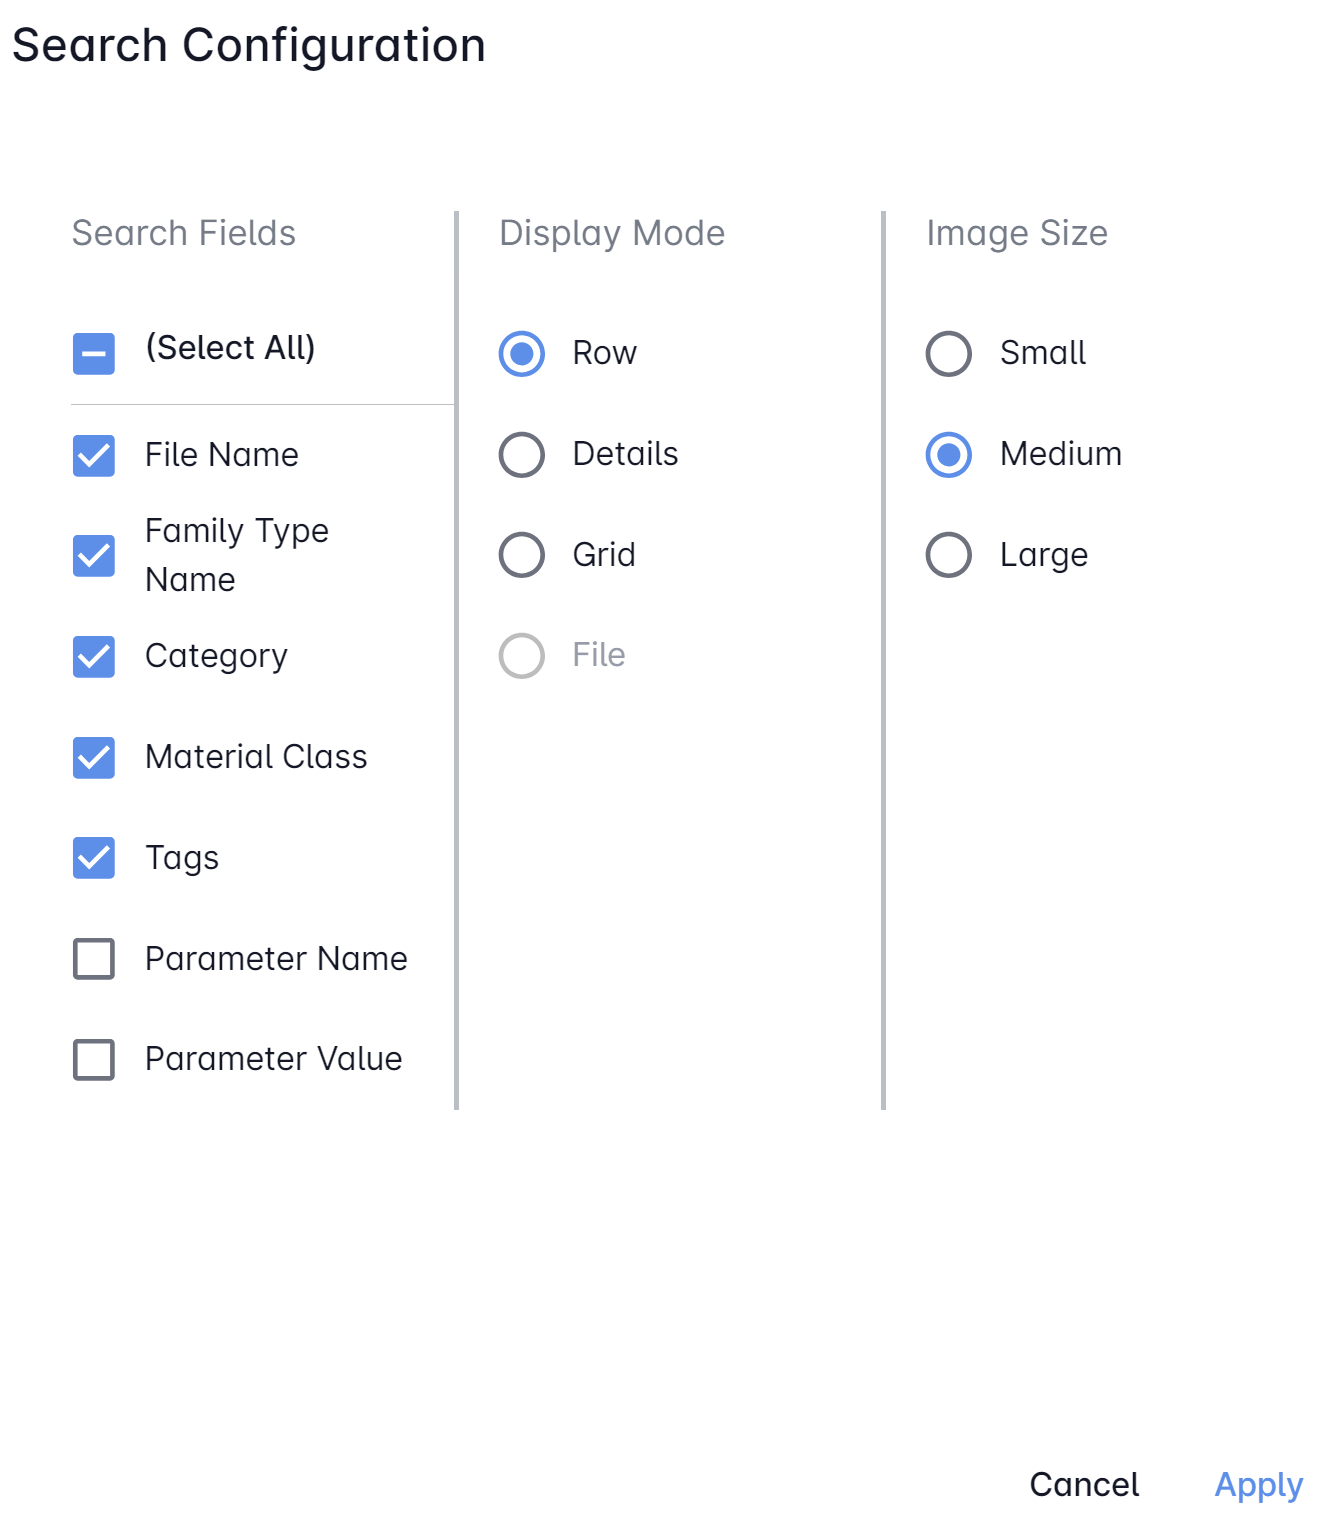 Search Configuration
Search Fields
(Select All)
File Name
Family Type
Name
Category
Material Class
Tags
Parameter Name
Parameter Value
Display Mode
Row
Details
Grid
File
Image Size
Small
Medium
Large
Cancel
Apply